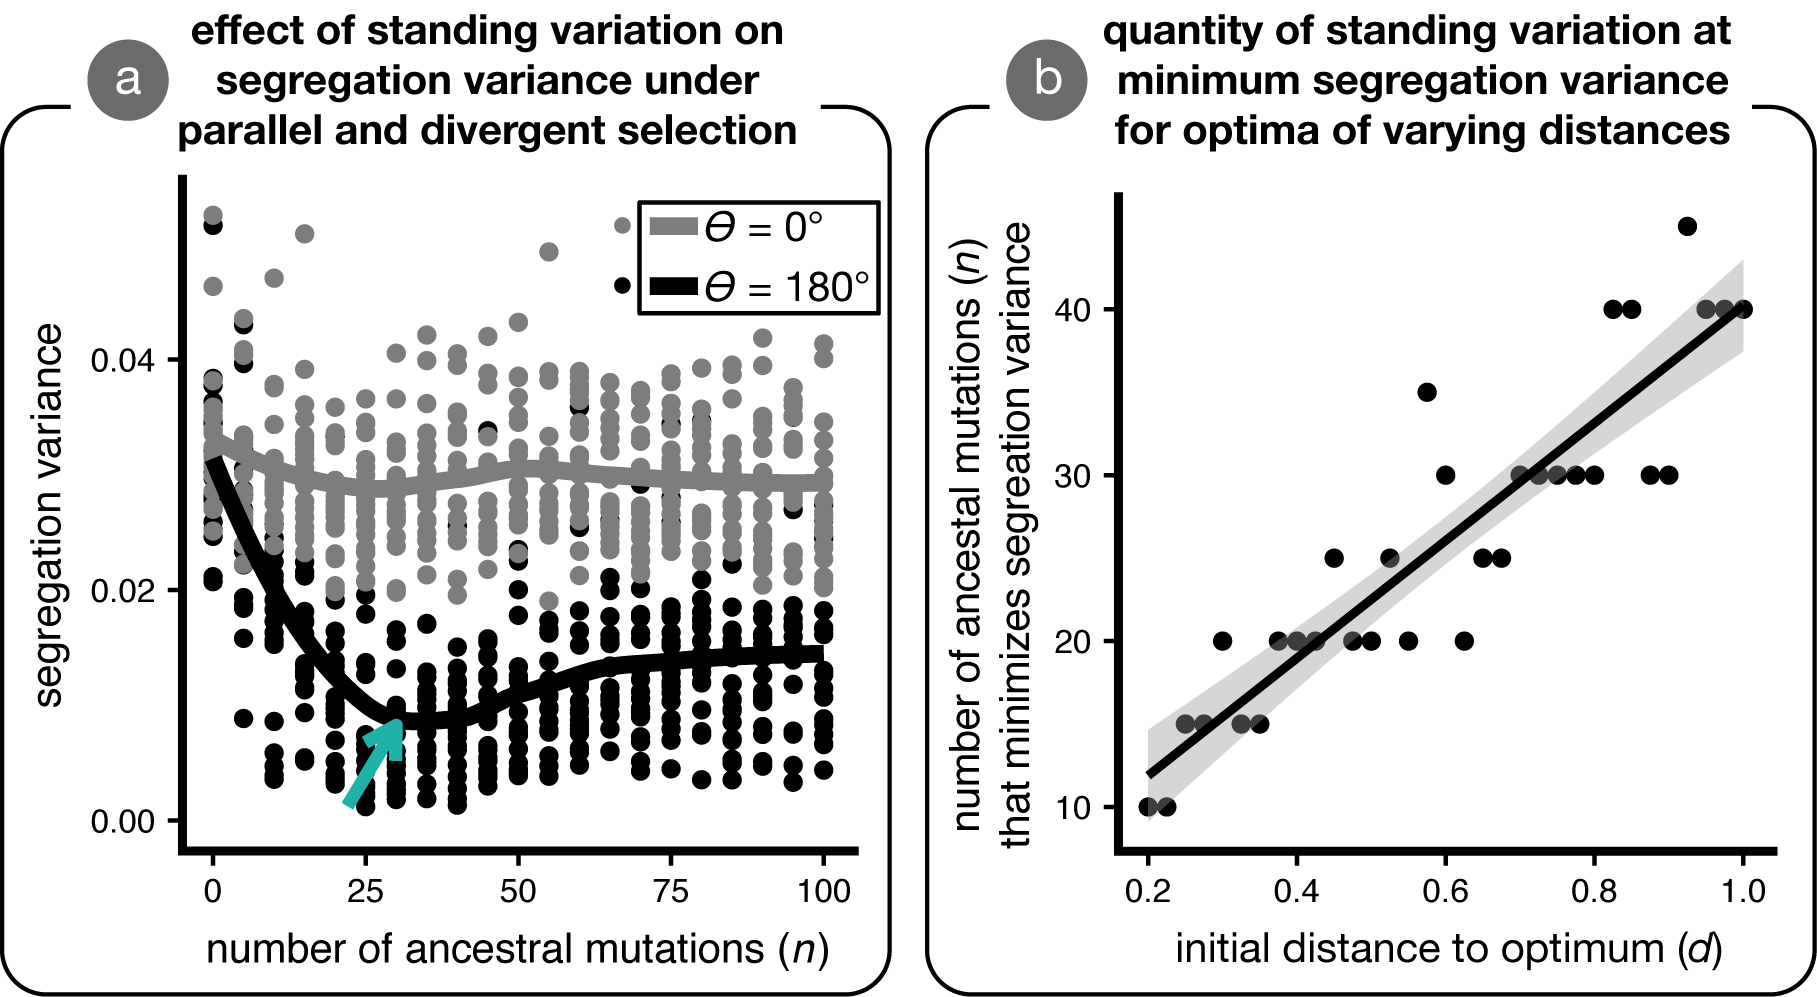 a
effect of standing variation on
segregation variance under
parallel and divergent selection
segregation variance
0.04
0.02
0.00
Θ = 0°
Θ = 180°
0 25 50 75 100
number of ancestral mutations (n)
b
quantity of standing variation at
minimum segregation variance
for optima of varying distances
number of ancestal mutations (n)
that minimizes segreation variance
40
30
20
10
0.2 0.4 0.6 0.8 1.0
initial distance to optimum (d)